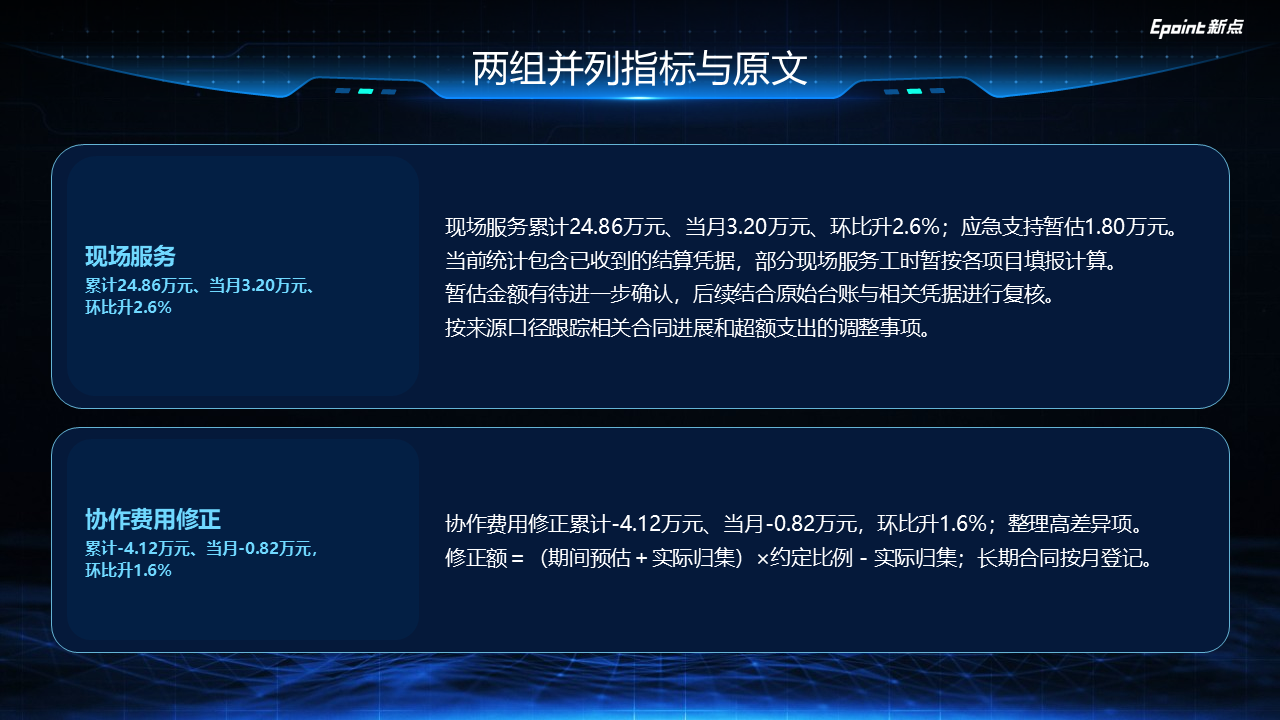 Epoint新点
两组并列指标与原文
现场服务
累计24.86万元、当月3.20万元、
环比升2.6%
现场服务累计24.86万元、当月3.20万元、环比升2.6%；应急支持暂估1.80万元。
当前统计包含已收到的结算凭据，部分现场服务工时暂按各项目填报计算。
暂估金额有待进一步确认，后续结合原始台账与相关凭据进行复核。
按来源口径跟踪相关合同进展和超额支出的调整事项。
协作费用修正
累计-4.12万元、当月-0.82万元，
环比升1.6%
协作费用修正累计-4.12万元、当月-0.82万元，环比升1.6%；整理高差异项。
修正额＝（期间预估＋实际归集）×约定比例－实际归集；长期合同按月登记。